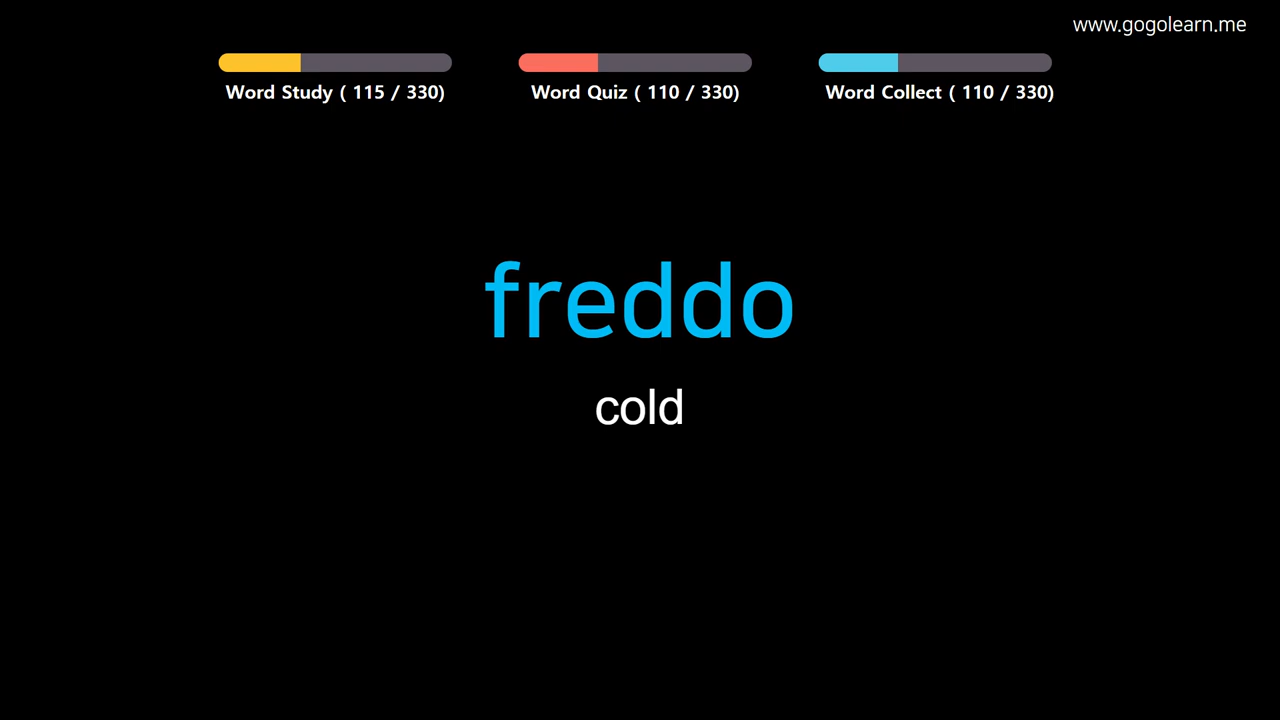 www.gogolearn.me
Word Study ( 115 / 330)
Word Quiz ( 110 / 330)
Word Collect ( 110 / 330)
freddo
cold